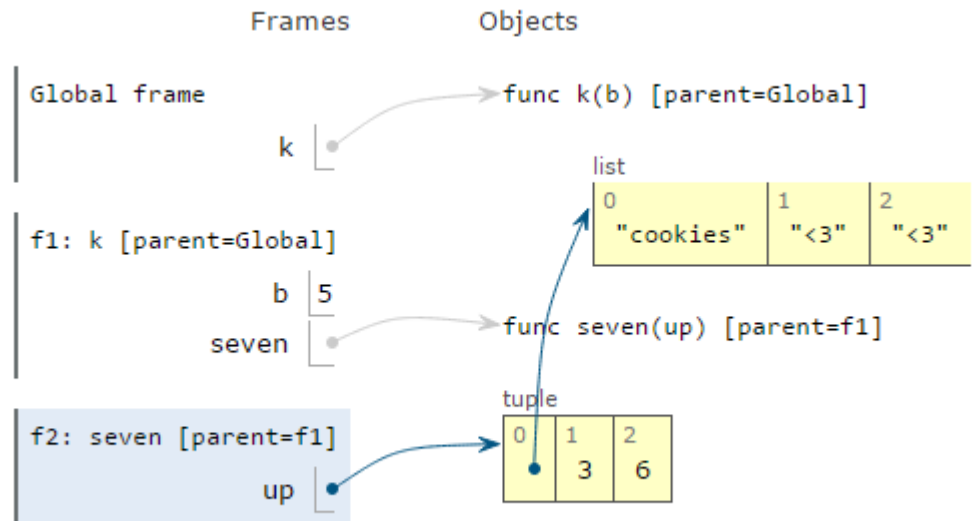 Frames Objects
Global frame func k(b) [parent=Global]
k
list
0 1 2
"cookies" "<3" "<3"
f1: k [parent=Global]
b 5
seven func seven(up) [parent=f1]
tuple
0 1 2
3 6
f2: seven [parent=f1]
up